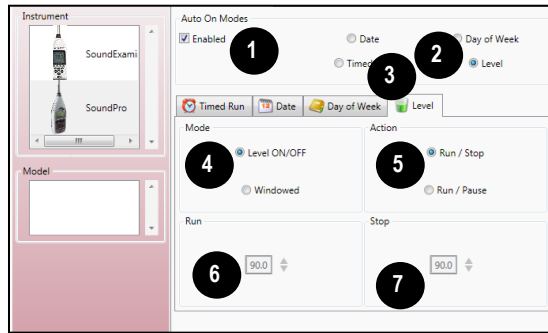 Instrument
SoundExami
SoundPro
Model
Auto On Modes
Enabled
Date
Day of Week
Timed
Level
1
2
3
Timed Run
Date
Day of Week
Level
Mode
Level ON/OFF
Windowed
4
Action
Run / Stop
Run / Pause
5
Run
90.0
6
Stop
90.0
7